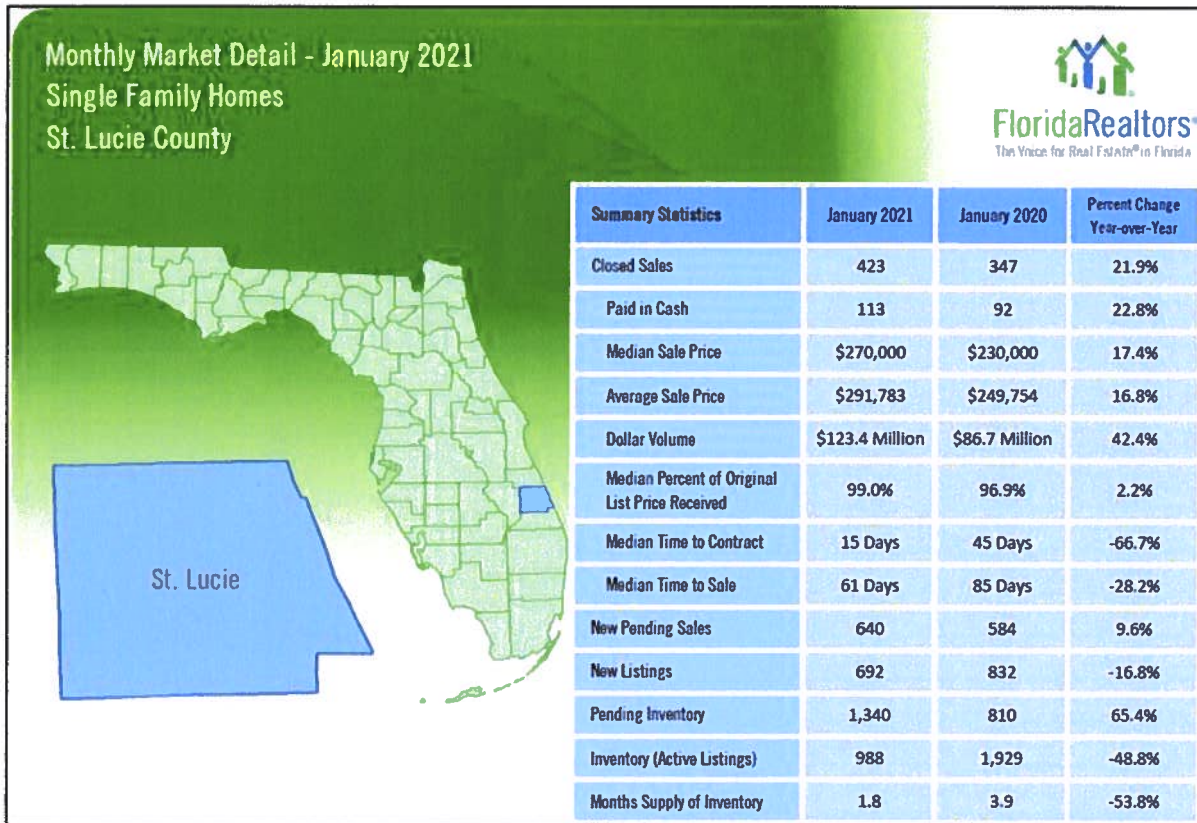 Monthly Market Detail - January 2021
Single Family Homes
St. Lucie County
FloridaRealtors®
The Voice for Real Estate® in Florida
Summary Statistics January 2021 January 2020 Percent Change
Year-over-Year
Closed Sales 423 347 21.9%
Paid in Cash 113 92 22.8%
Median Sale Price $270,000 $230,000 17.4%
Average Sale Price $291,783 $249,754 16.8%
Dollar Volume $123.4 Million $86.7 Million 42.4%
Median Percent of Original
List Price Received 99.0% 96.9% 2.2%
Median Time to Contract 15 Days 45 Days -66.7%
Median Time to Sale 61 Days 85 Days -28.2%
New Pending Sales 640 584 9.6%
New Listings 692 832 -16.8%
Pending Inventory 1,340 810 65.4%
Inventory (Active Listings) 988 1,929 -48.8%
Months Supply of Inventory 1.8 3.9 -53.8%
St. Lucie